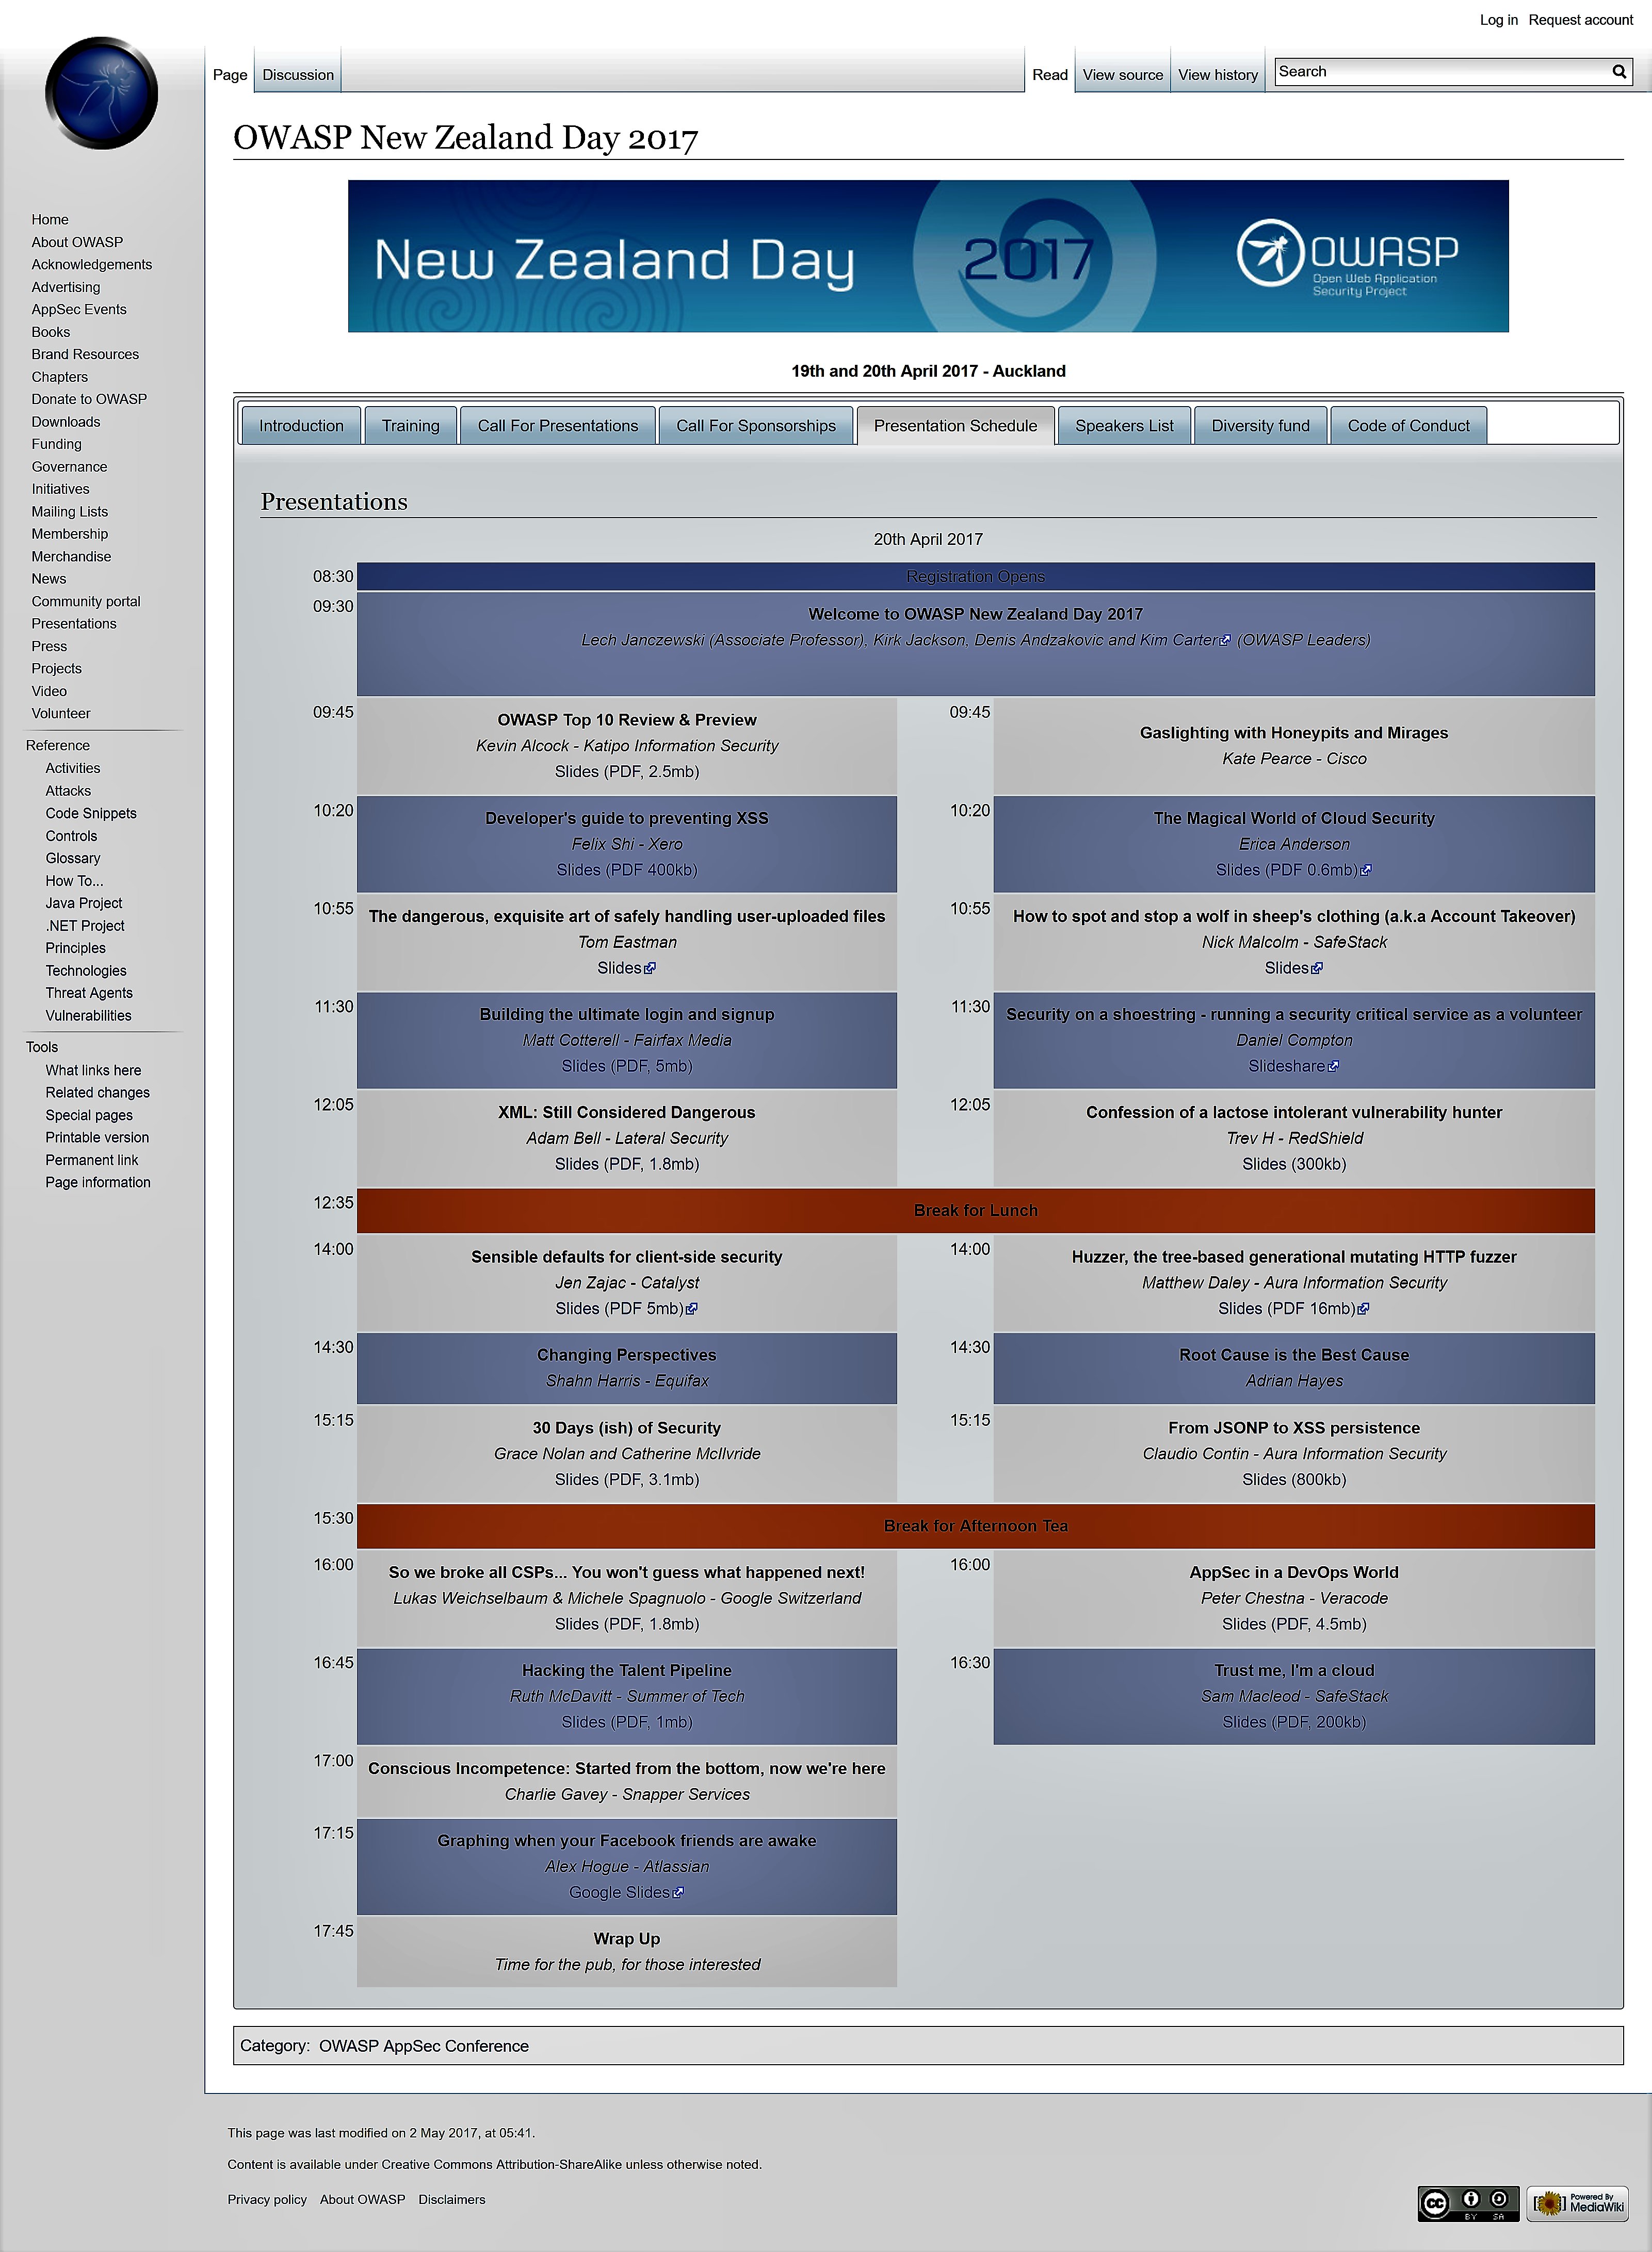 Log in Request account
Page Discussion Read View source View history Search
OWASP New Zealand Day 2017
New Zealand Day 2017 OWASP
Open Web Application
Security Project
19th and 20th April 2017 - Auckland
Introduction Training Call For Presentations Call For Sponsorships Presentation Schedule Speakers List Diversity fund Code of Conduct
Presentations
20th April 2017
08:30 Registration Opens
09:30 Welcome to OWASP New Zealand Day 2017
Lech Janczewski (Associate Professor), Kirk Jackson, Denis Andzakovic and Kim Carter (OWASP Leaders)
09:45 OWASP Top 10 Review & Preview
Kevin Alcock - Katipo Information Security
Slides (PDF, 2.5mb)
09:45 Gaslighting with Honeypits and Mirages
Kate Pearce - Cisco
10:20 Developer's guide to preventing XSS
Felix Shi - Xero
Slides (PDF 400kb)
10:20 The Magical World of Cloud Security
Erica Anderson
Slides (PDF 0.6mb)
10:55 The dangerous, exquisite art of safely handling user-uploaded files
Tom Eastman
Slides
10:55 How to spot and stop a wolf in sheep's clothing (a.k.a Account Takeover)
Nick Malcolm - SafeStack
Slides
11:30 Building the ultimate login and signup
Matt Cotterell - Fairfax Media
Slides (PDF, 5mb)
11:30 Security on a shoestring - running a security critical service as a volunteer
Daniel Compton
Slideshare
12:05 XML: Still Considered Dangerous
Adam Bell - Lateral Security
Slides (PDF, 1.8mb)
12:05 Confession of a lactose intolerant vulnerability hunter
Trev H - RedShield
Slides (300kb)
12:35 Break for Lunch
14:00 Sensible defaults for client-side security
Jen Zajac - Catalyst
Slides (PDF 5mb)
14:00 Huzzer, the tree-based generational mutating HTTP fuzzer
Matthew Daley - Aura Information Security
Slides (PDF 16mb)
14:30 Changing Perspectives
Shahn Harris - Equifax
14:30 Root Cause is the Best Cause
Adrian Hayes
15:15 30 Days (ish) of Security
Grace Nolan and Catherine McIlvride
Slides (PDF, 3.1mb)
15:15 From JSONP to XSS persistence
Claudio Contin - Aura Information Security
Slides (800kb)
15:30 Break for Afternoon Tea
16:00 So we broke all CSPs... You won't guess what happened next!
Lukas Weichselbaum & Michele Spagnuolo - Google Switzerland
Slides (PDF, 1.8mb)
16:00 AppSec in a DevOps World
Peter Chestna - Veracode
Slides (PDF, 4.5mb)
16:45 Hacking the Talent Pipeline
Ruth McDavitt - Summer of Tech
Slides (PDF, 1mb)
16:30 Trust me, I'm a cloud
Sam Macleod - SafeStack
Slides (PDF, 200kb)
17:00 Conscious Incompetence: Started from the bottom, now we're here
Charlie Gavey - Snapper Services
17:15 Graphing when your Facebook friends are awake
Alex Hogue - Atlassian
Google Slides
17:45 Wrap Up
Time for the pub, for those interested
Category: OWASP AppSec Conference
Home
About OWASP
Acknowledgements
Advertising
AppSec Events
Books
Brand Resources
Chapters
Donate to OWASP
Downloads
Funding
Governance
Initiatives
Mailing Lists
Membership
Merchandise
News
Community portal
Presentations
Press
Projects
Video
Volunteer
Reference
Activities
Attacks
Code Snippets
Controls
Glossary
How To...
Java Project
.NET Project
Principles
Technologies
Threat Agents
Vulnerabilities
Tools
What links here
Related changes
Special pages
Printable version
Permanent link
Page information
This page was last modified on 2 May 2017, at 05:41.
Content is available under Creative Commons Attribution-ShareAlike unless otherwise noted.
Privacy policy About OWASP Disclaimers
cc BY SA
Powered By
MediaWiki